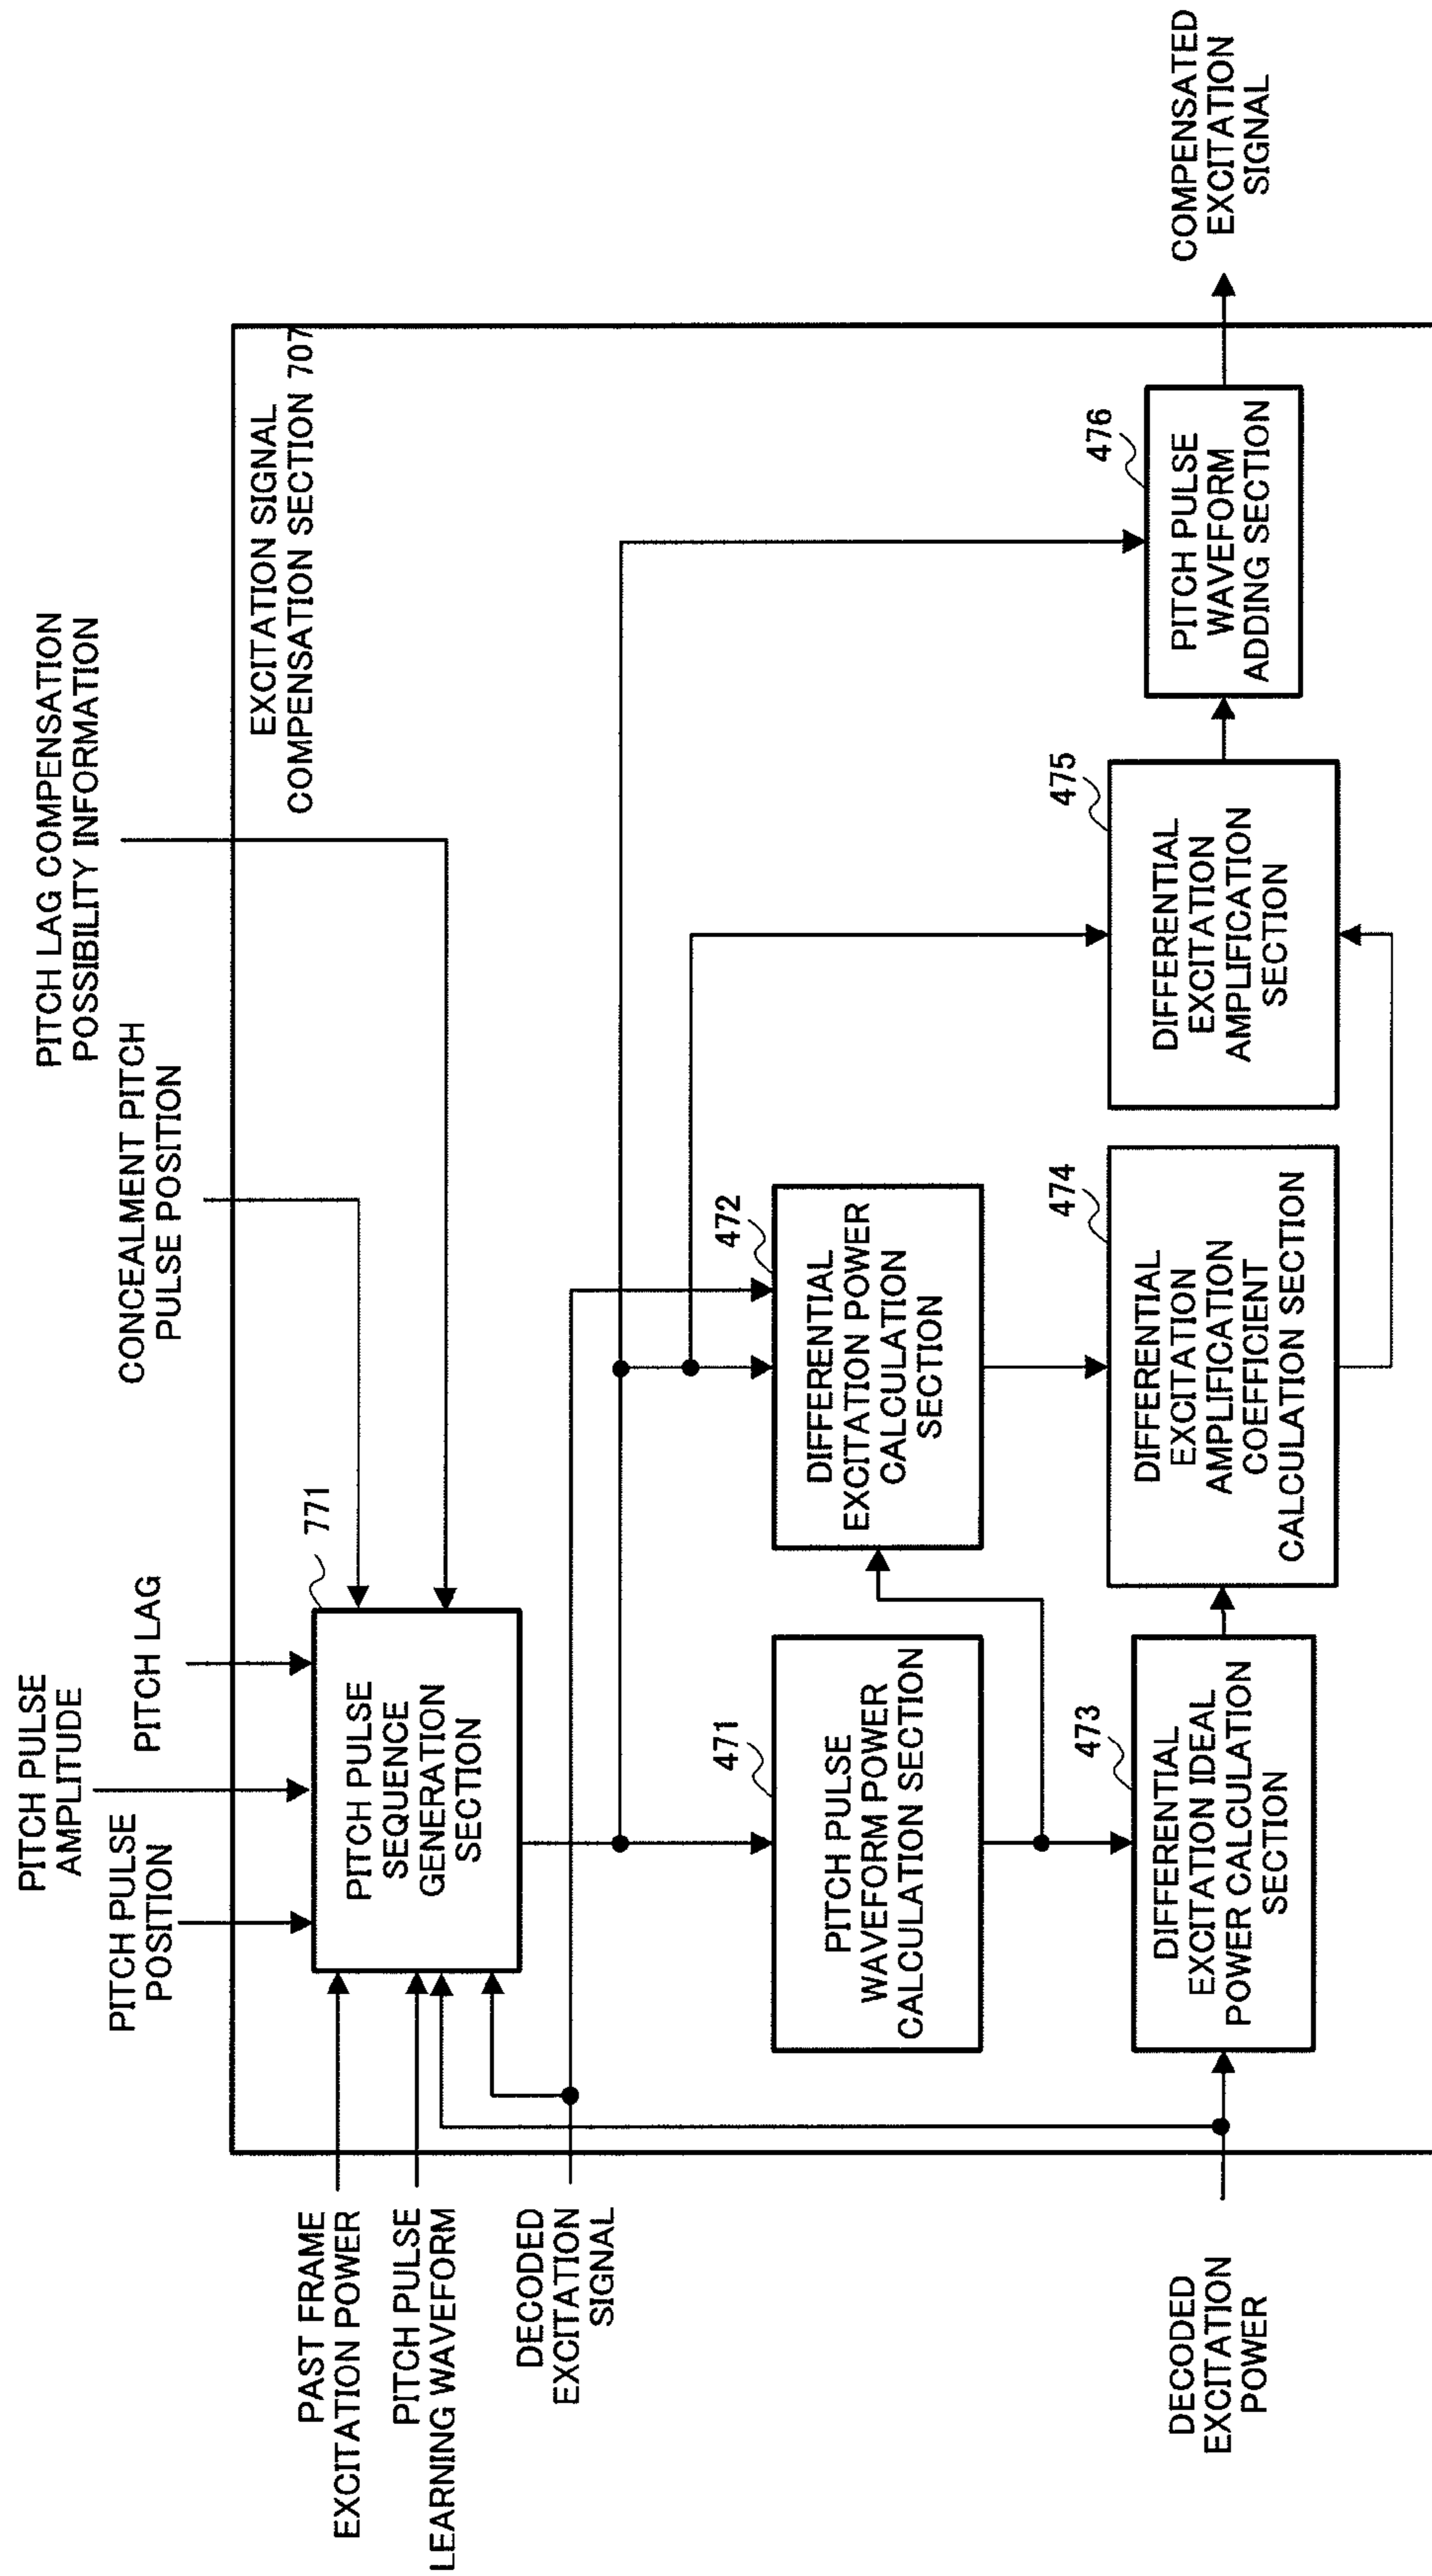 PITCH PULSE
AMPLITUDE
PITCH PULSE
POSITION
PITCH LAG
CONCEALMENT PITCH
PULSE POSITION
PITCH LAG COMPENSATION
POSSIBILITY INFORMATION
EXCITATION SIGNAL
COMPENSATION SECTION 707
PAST FRAME
EXCITATION POWER
PITCH PULSE
LEARNING WAVEFORM
DECODED
EXCITATION
SIGNAL
771
PITCH PULSE
SEQUENCE
GENERATION
SECTION
471
PITCH PULSE
WAVEFORM POWER
CALCULATION SECTION
472
DIFFERENTIAL
EXCITATION POWER
CALCULATION
SECTION
DECODED
EXCITATION
POWER
473
DIFFERENTIAL
EXCITATION IDEAL
POWER CALCULATION
SECTION
474
DIFFERENTIAL
EXCITATION
AMPLIFICATION
COEFFICIENT
CALCULATION SECTION
475
DIFFERENTIAL
EXCITATION
AMPLIFICATION
SECTION
476
PITCH PULSE
WAVEFORM
ADDING SECTION
COMPENSATED
EXCITATION
SIGNAL